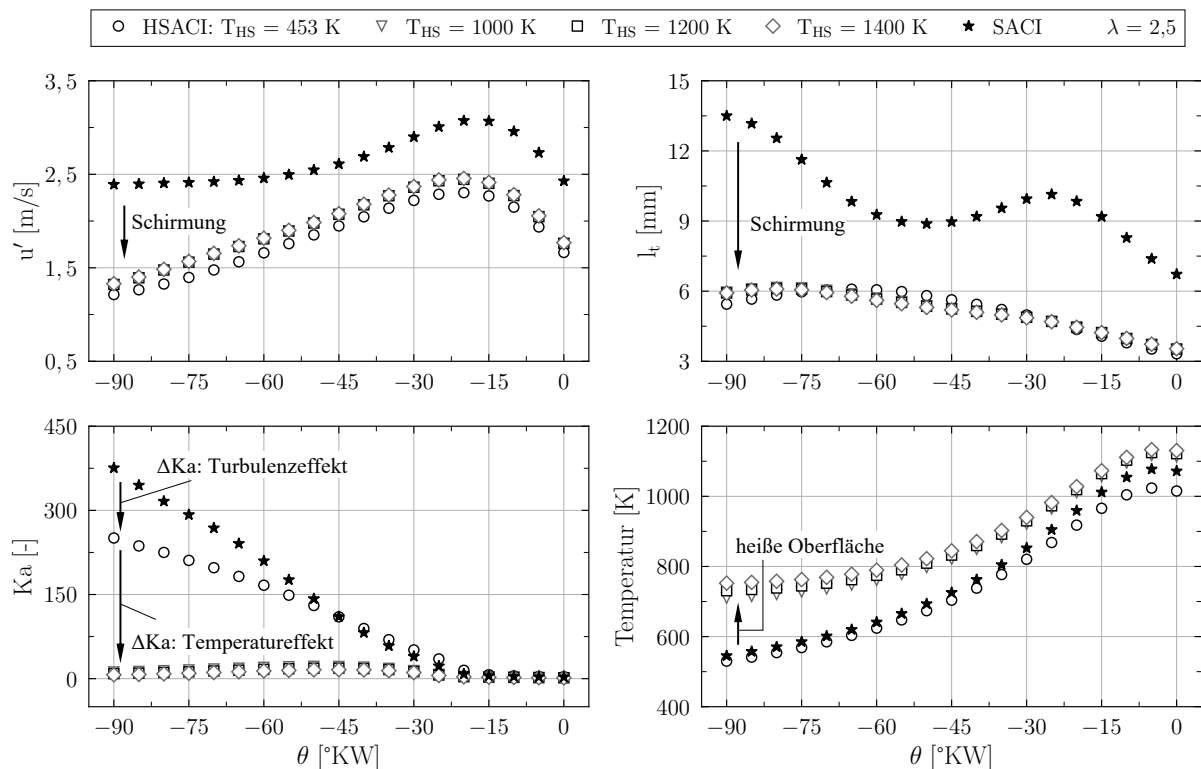 HSACI: T_HS = 453 °K T_HS = 1000 K T_HS = 1200 K T_HS = 1400 K SACI λ = 2,5
3,5
2,5
1,5
0,5
u′ [m/s]
Schirmung
−90 −75 −60 −45 −30 −15 0
15
12
9
6
3
l_t [mm]
Schirmung
−90 −75 −60 −45 −30 −15 0
450
350
250
150
0
Ka [-]
ΔKa: Turbulenzeffekt
ΔKa: Temperatureffekt
−90 −75 −60 −45 −30 −15 0
θ [°KW]
1200
1000
800
600
400
Temperatur [K]
heiße Oberfläche
−90 −75 −60 −45 −30 −15 0
θ [°KW]